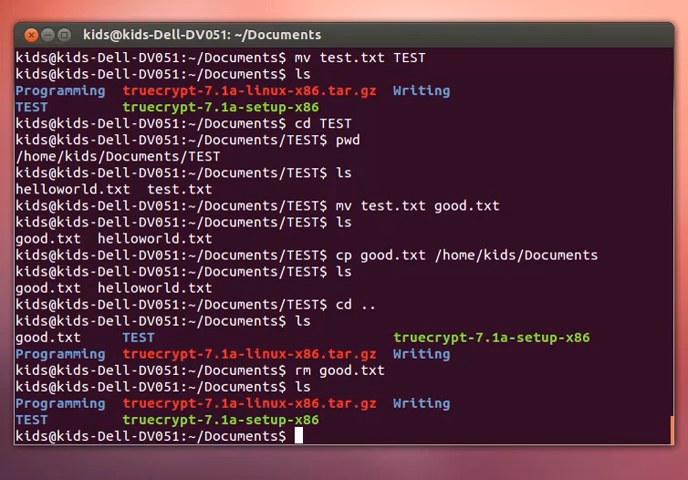 kids@kids-Dell-DV051: ~/Documents
kids@kids-Dell-DV051:~/Documents$ mv test.txt TEST
kids@kids-Dell-DV051:~/Documents$ ls
Programming  truecrypt-7.1a-linux-x86.tar.gz  Writing
TEST         truecrypt-7.1a-setup-x86
kids@kids-Dell-DV051:~/Documents$ cd TEST
kids@kids-Dell-DV051:~/Documents/TEST$ pwd
/home/kids/Documents/TEST
kids@kids-Dell-DV051:~/Documents/TEST$ ls
helloworld.txt  test.txt
kids@kids-Dell-DV051:~/Documents/TEST$ mv test.txt good.txt
kids@kids-Dell-DV051:~/Documents/TEST$ ls
good.txt  helloworld.txt
kids@kids-Dell-DV051:~/Documents/TEST$ cp good.txt /home/kids/Documents
kids@kids-Dell-DV051:~/Documents/TEST$ ls
good.txt  helloworld.txt
kids@kids-Dell-DV051:~/Documents/TEST$ cd ..
kids@kids-Dell-DV051:~/Documents$ ls
good.txt     TEST                             truecrypt-7.1a-setup-x86
Programming  truecrypt-7.1a-linux-x86.tar.gz  Writing
kids@kids-Dell-DV051:~/Documents$ rm good.txt
kids@kids-Dell-DV051:~/Documents$ ls
Programming  truecrypt-7.1a-linux-x86.tar.gz  Writing
TEST         truecrypt-7.1a-setup-x86
kids@kids-Dell-DV051:~/Documents$